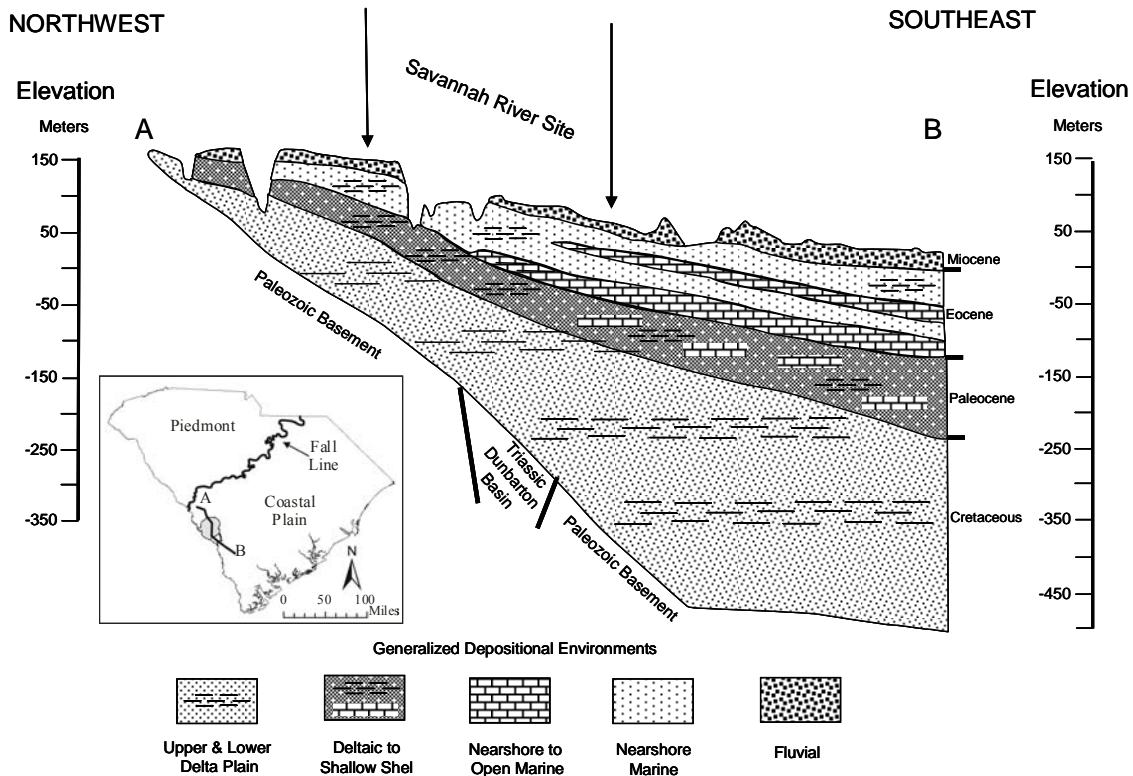 NORTHWEST
SOUTHEAST
Savannah River Site
Elevation
Meters
A
B
Elevation
Meters
150
50
-50
-150
-250
-350
150
50
-50
-150
-250
-350
-450
Miocene
Eocene
Paleocene
Cretaceous
Paleozoic Basement
Triassic
Dunbarton
Basin
Paleozoic Basement
Piedmont
Fall
Line
A
Coastal
Plain
B
N
0 50 100
Miles
Generalized Depositional Environments
Upper & Lower
Delta Plain
Deltaic to
Shallow Shel
Nearshore to
Open Marine
Nearshore
Marine
Fluvial